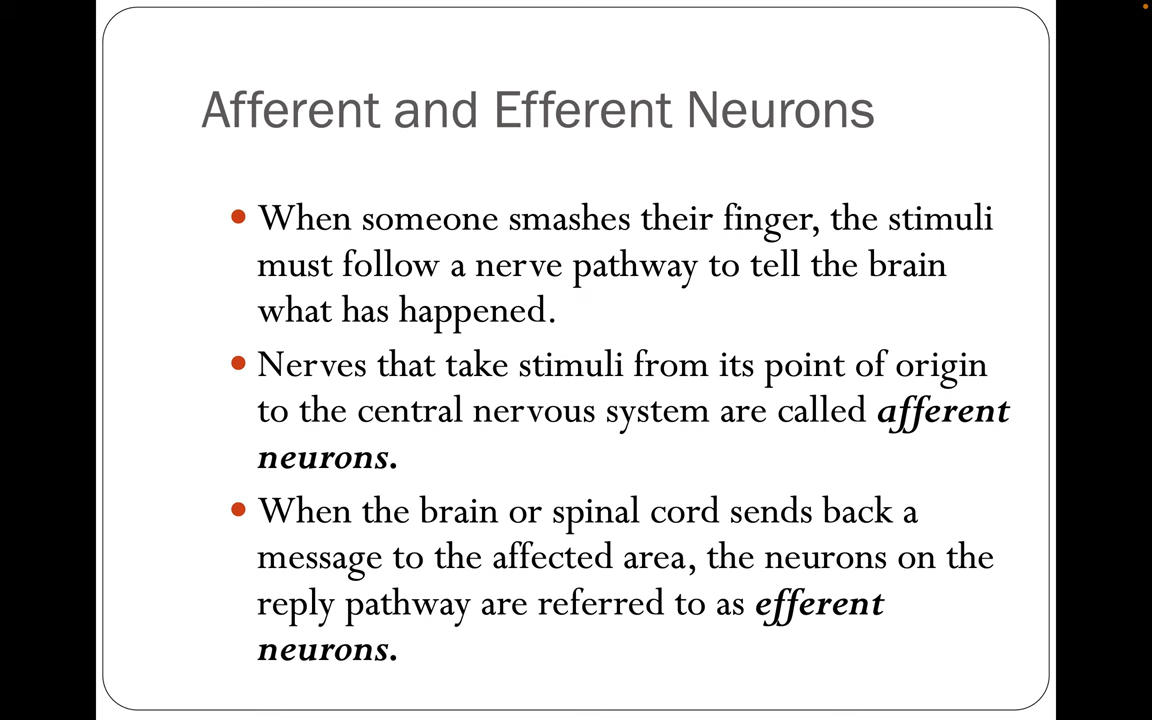 Afferent and Efferent Neurons
• When someone smashes their finger, the stimuli
must follow a nerve pathway to tell the brain
what has happened.
• Nerves that take stimuli from its point of origin
to the central nervous system are called afferent
neurons.
• When the brain or spinal cord sends back a
message to the affected area, the neurons on the
reply pathway are referred to as efferent
neurons.